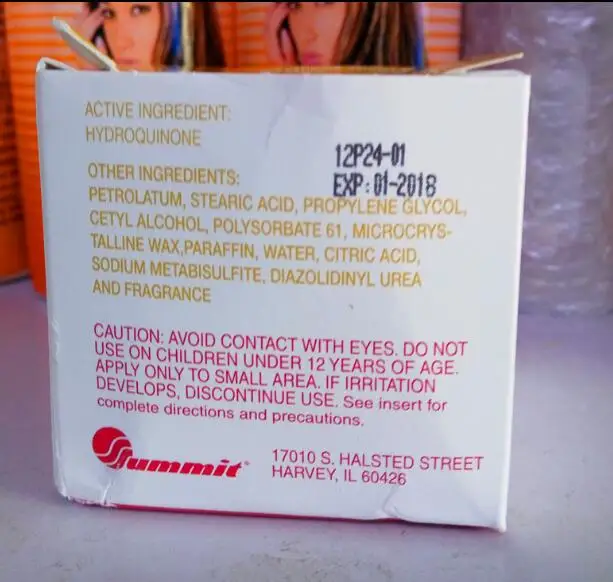 ACTIVE INGREDIENT:
HYDROQUINONE
12P24-01
EXP:01-2018
OTHER INGREDIENTS:
PETROLATUM, STEARIC ACID, PROPYLENE GLYCOL,
CETYL ALCOHOL, POLYSORBATE 61, MICROCRYS-
TALLINE WAX,PARAFFIN, WATER, CITRIC ACID,
SODIUM METABISULFITE, DIAZOLIDINYL UREA
AND FRAGRANCE
CAUTION: AVOID CONTACT WITH EYES. DO NOT
USE ON CHILDREN UNDER 12 YEARS OF AGE.
APPLY ONLY TO SMALL AREA. IF IRRITATION
DEVELOPS, DISCONTINUE USE. See insert for
complete directions and precautions.
Summit®
17010 S. HALSTED STREET
HARVEY, IL 60426